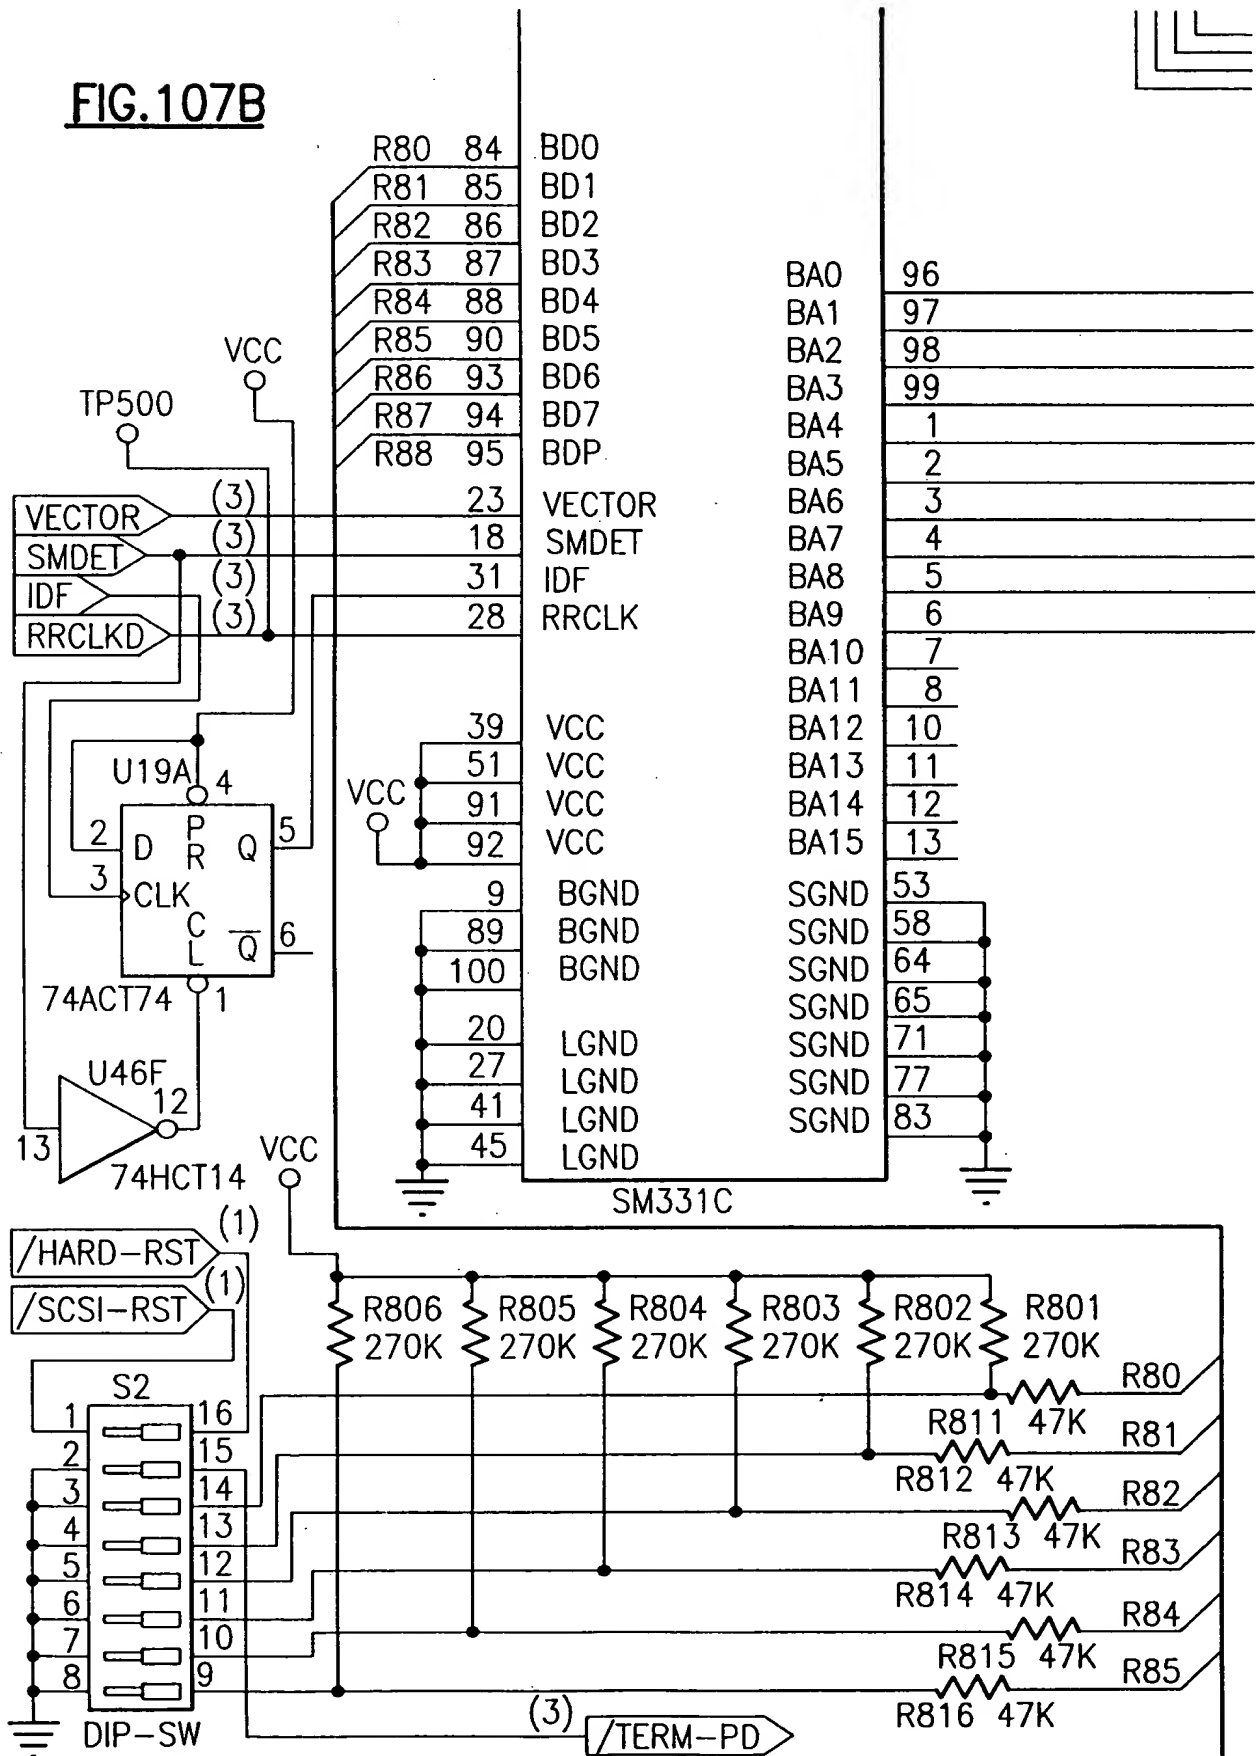 FIG.107B
R80 84 BD0
R81 85 BD1
R82 86 BD2
R83 87 BD3
R84 88 BD4
R85 90 BD5
R86 93 BD6
R87 94 BD7
R88 95 BDP
BA0 96
BA1 97
BA2 98
BA3 99
BA4 1
BA5 2
BA6 3
BA7 4
BA8 5
BA9 6
BA10 7
BA11 8
BA12 10
BA13 11
BA14 12
BA15 13
VCC
TP500
VECTOR (3) 23 VECTOR
SMDET (3) 18 SMDET
IDF (3) 31 IDF
RRCLKD (3) 28 RRCLK
39 VCC
51 VCC
91 VCC
92 VCC
VCC
9 BGND
89 BGND
100 BGND
20 LGND
27 LGND
41 LGND
45 LGND
SGND 53
SGND 58
SGND 64
SGND 65
SGND 71
SGND 77
SGND 83
SM331C
U19A 4
2 D PR Q 5
3 CLK
CL Q 6
74ACT74 1
U46F
13 12
74HCT14
VCC
/HARD-RST (1)
/SCSI-RST (1)
R806 270K
R805 270K
R804 270K
R803 270K
R802 270K
R801 270K
S2
1 16
2 15
3 14
4 13
5 12
6 11
7 10
8 9
DIP-SW
R811 47K R80
R812 47K R81
R813 47K R82
R814 47K R83
R815 47K R84
R816 47K R85
(3) /TERM-PD